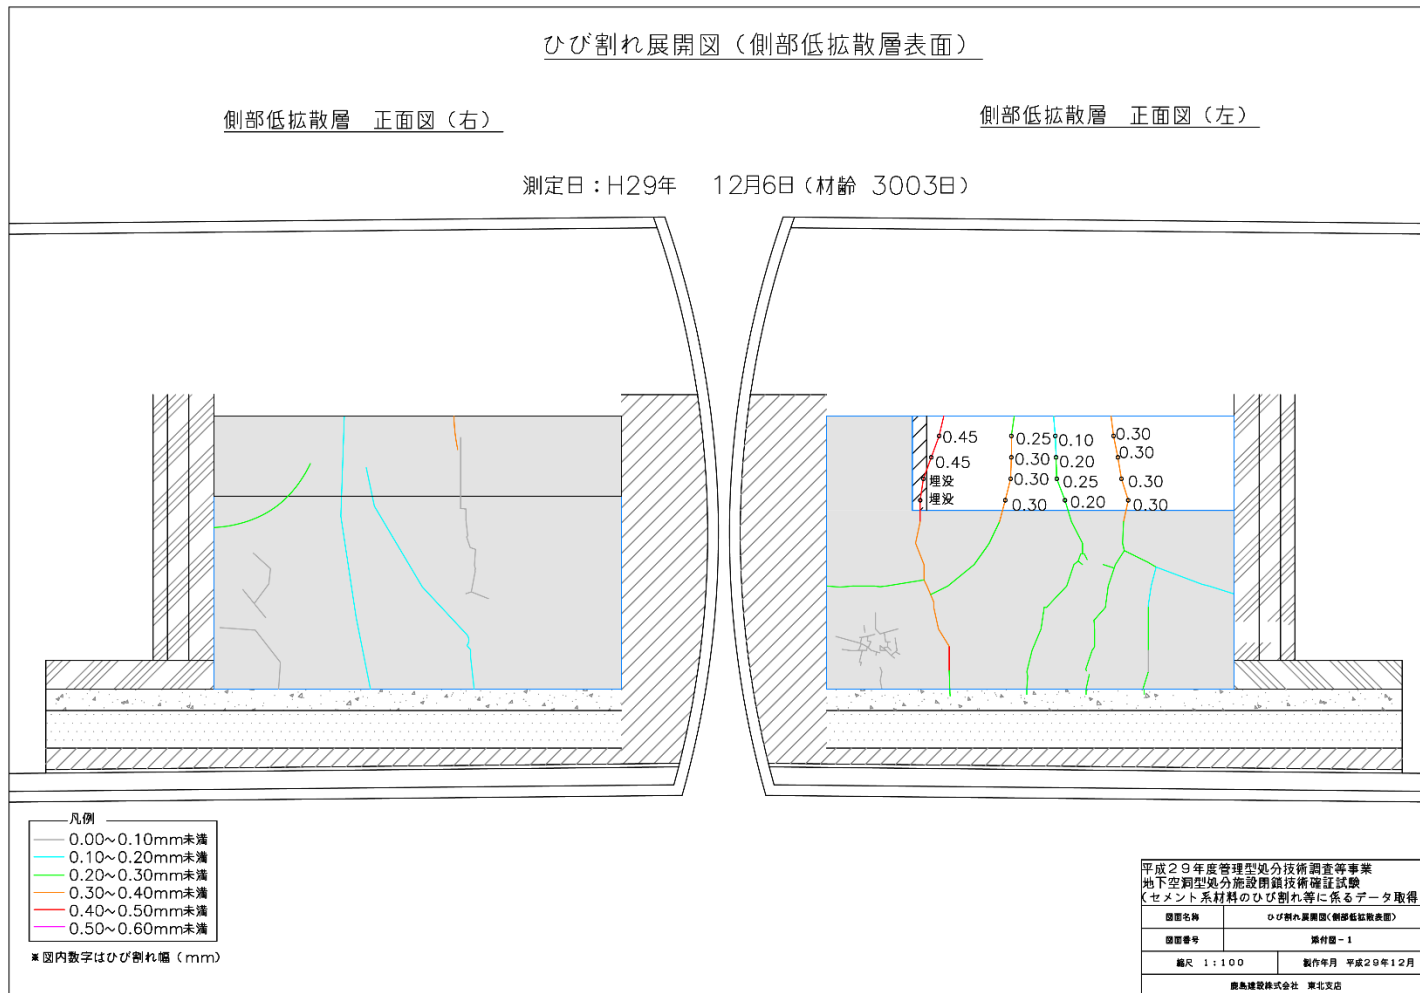 ひび割れ展開図（側部低拡散層表面）
側部低拡散層　正面図（右）
側部低拡散層　正面図（左）
測定日：H29年　12月6日（材齢 3003日）
0.45 0.25 0.10 0.30
0.45 0.30 0.20 0.30
埋没 0.30 0.25 0.30
埋没 0.30 0.20 0.30
凡例
0.00～0.10mm未満
0.10～0.20mm未満
0.20～0.30mm未満
0.30～0.40mm未満
0.40～0.50mm未満
0.50～0.60mm未満
※図内数字はひび割れ幅（mm）
平成２９年度管理型処分技術調査等事業
地下空洞型処分施設閉鎖技術確証試験
（セメント系材料のひび割れ等に係るデータ取得
図面名称 ひび割れ展開図（側部低拡散表面）
図面番号 添付図－１
縮尺 １：１００ 製作年月 平成２９年１２月
鹿島建設株式会社 東北支店